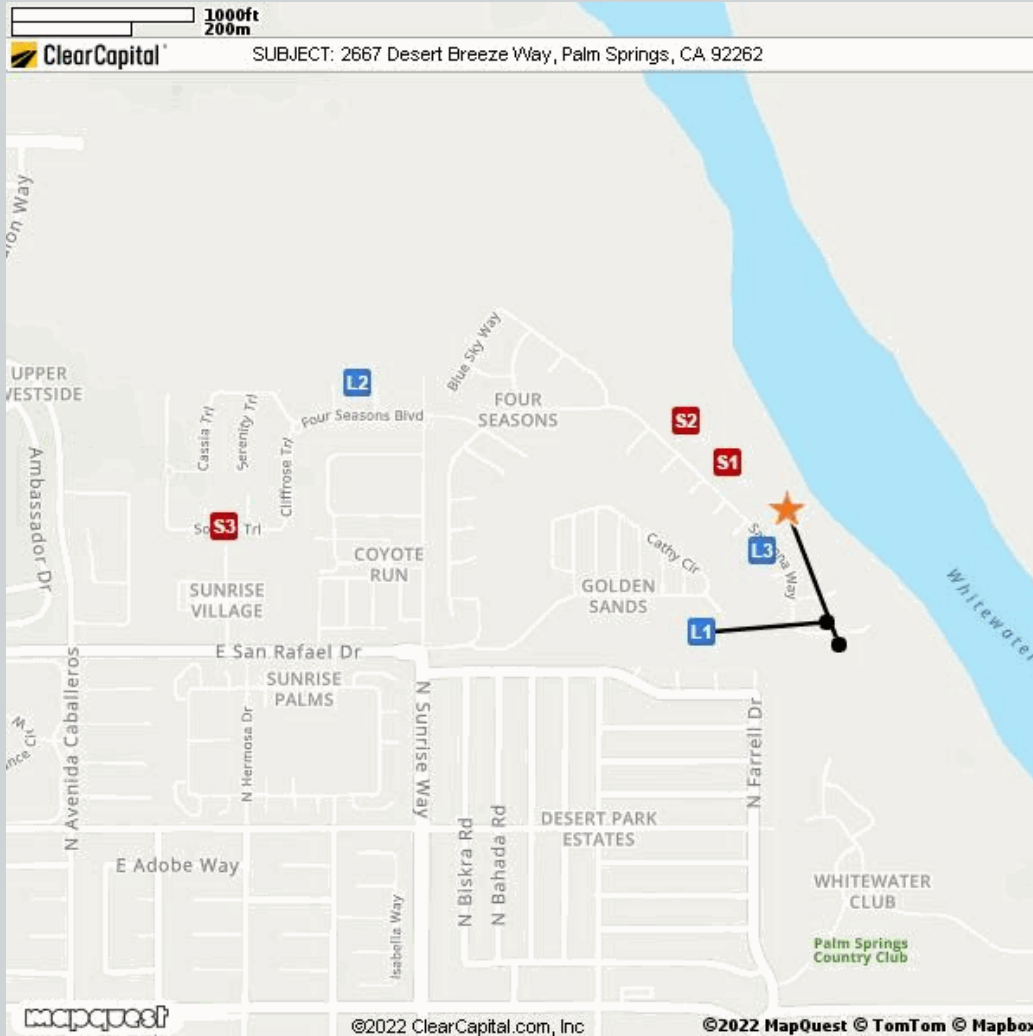 1000ft
200m
ClearCapital
SUBJECT: 2667 Desert Breeze Way, Palm Springs, CA 92262
Way
Blue Sky Way
UPPER
WESTSIDE
L2
FOUR
SEASONS
Four Seasons Blvd
Cassia Trl
Serenity Trl
Cliffrose Trl
S2
S1
Ambassador Dr
S3
Trl
COYOTE
RUN
Cathy Cir
L3
Way
SUNRISE
VILLAGE
GOLDEN
SANDS
Whitewater
L1
E San Rafael Dr
SUNRISE
PALMS
N Avenida Caballeros
N Hermosa Dr
N Sunrise Way
N Farrell Dr
N Biskra Rd
N Bahada Rd
DESERT PARK
ESTATES
E Adobe Way
WHITEWATER
CLUB
Isabella Way
Palm Springs
Country Club
mapquest
©2022 ClearCapital.com, Inc
©2022 MapQuest © TomTom © Mapbox